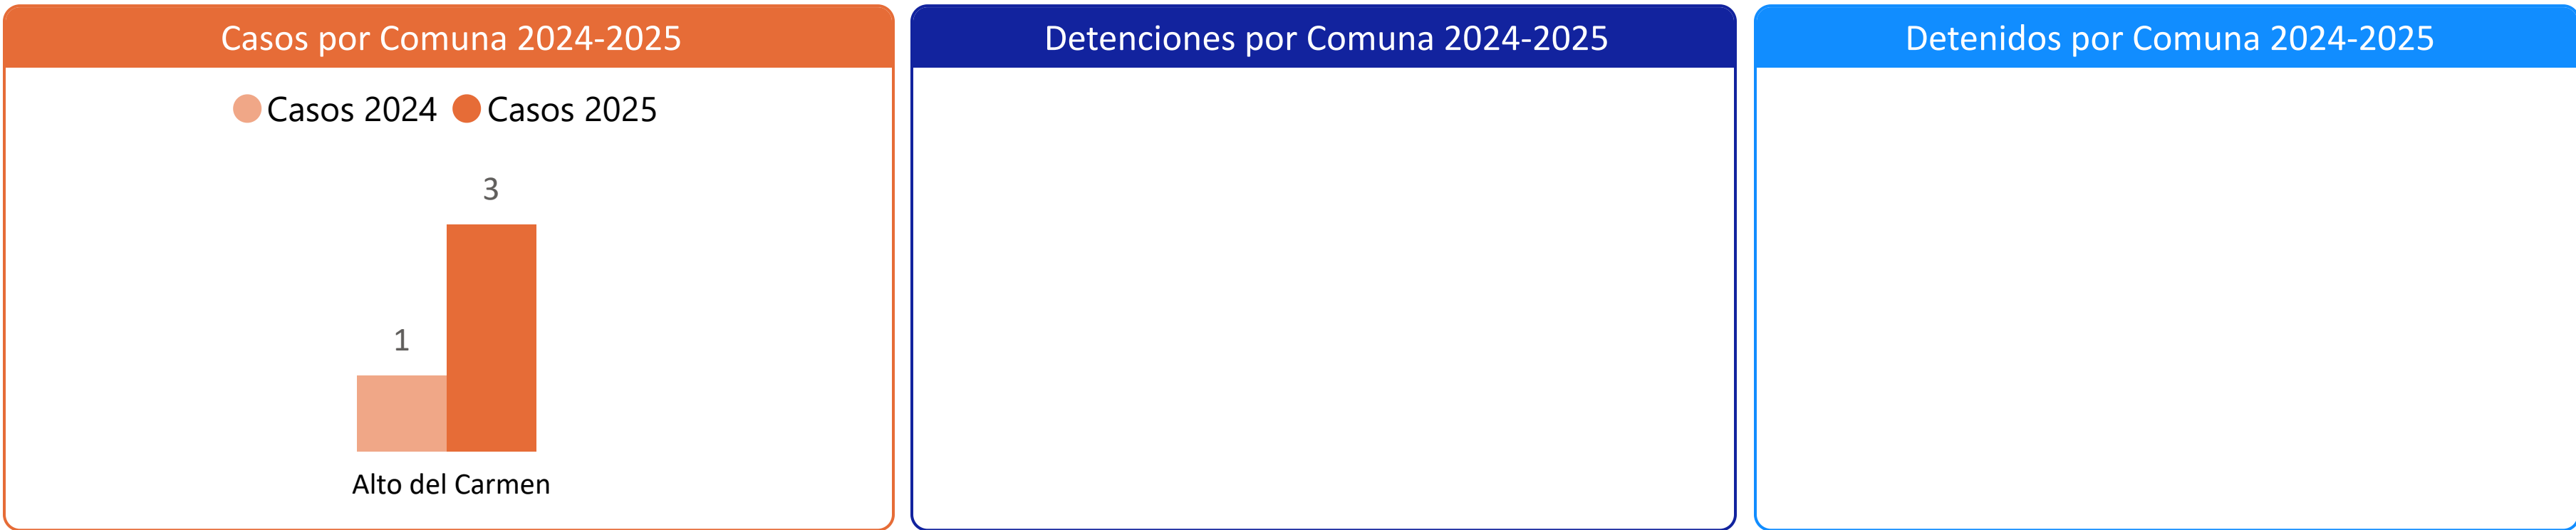 Casos por Comuna 2024-2025
Casos 2024 Casos 2025
3
1
Alto del Carmen
Detenciones por Comuna 2024-2025
Detenidos por Comuna 2024-2025